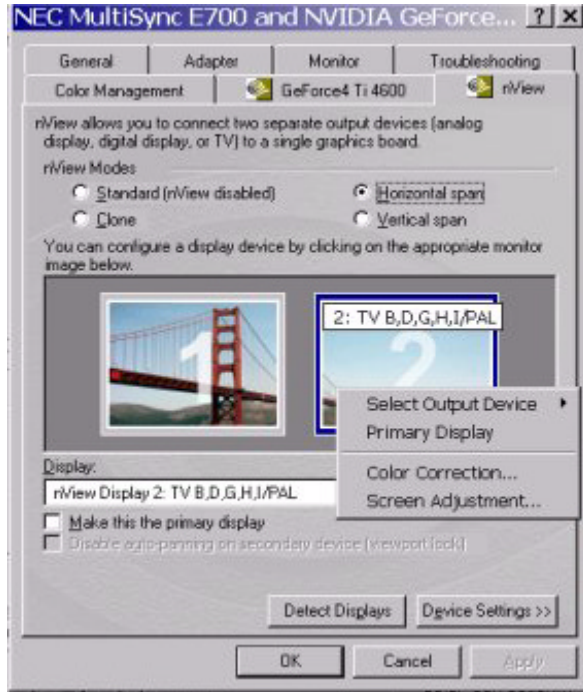 NEC MultiSync E700 and NVIDIA GeForce...
General Adapter Monitor Troubleshooting
Color Management GeForce4 Ti 4600 nView
nView allows you to connect two separate output devices (analog
display, digital display, or TV) to a single graphics board.
nView Modes
Standard (nView disabled) Horizontal span
Clone Vertical span
You can configure a display device by clicking on the appropriate monitor
image below.
1
2: TV B,D,G,H,I/PAL
2
Select Output Device
Primary Display
Color Correction...
Screen Adjustment...
Display:
nView Display 2: TV B,D,G,H,I/PAL
Make this the primary display
Disable auto-panning on secondary device (viewport lock)
Detect Displays Device Settings >>
OK Cancel Apply